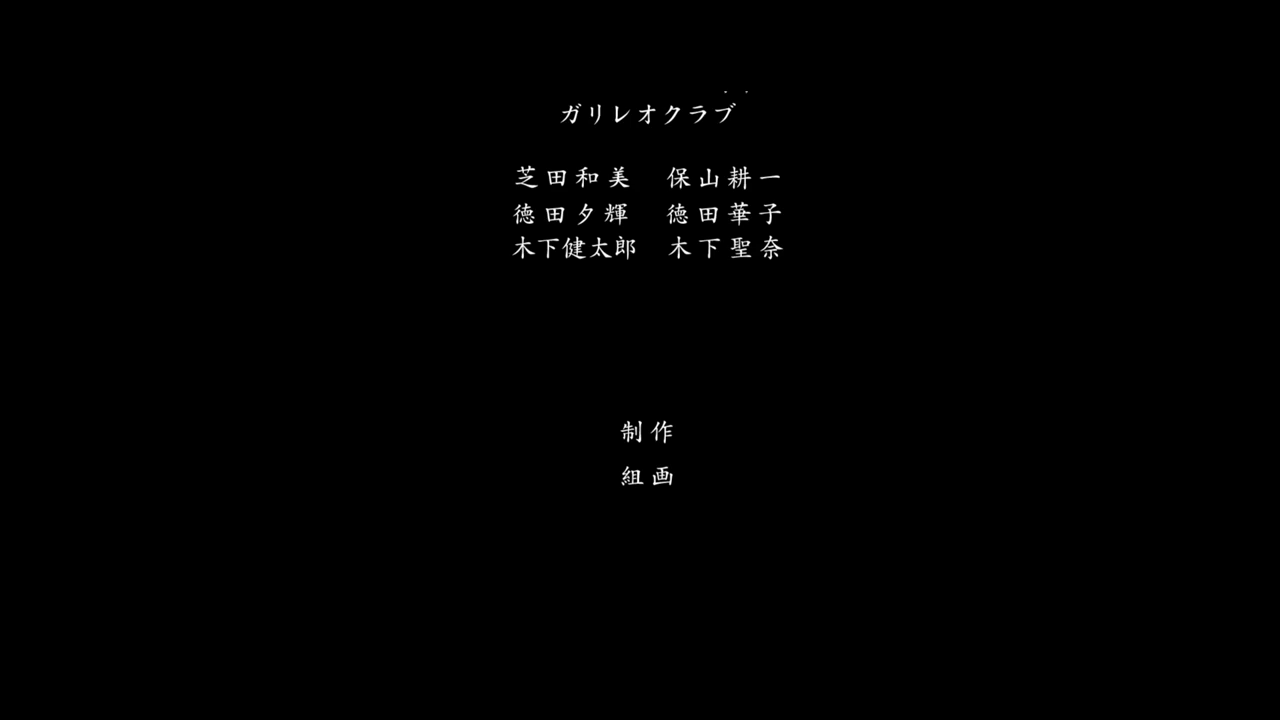 ガリレオクラブ
芝田和美　保山耕一
徳田夕輝　徳田華子
木下健太郎　木下聖奈
制作
組画